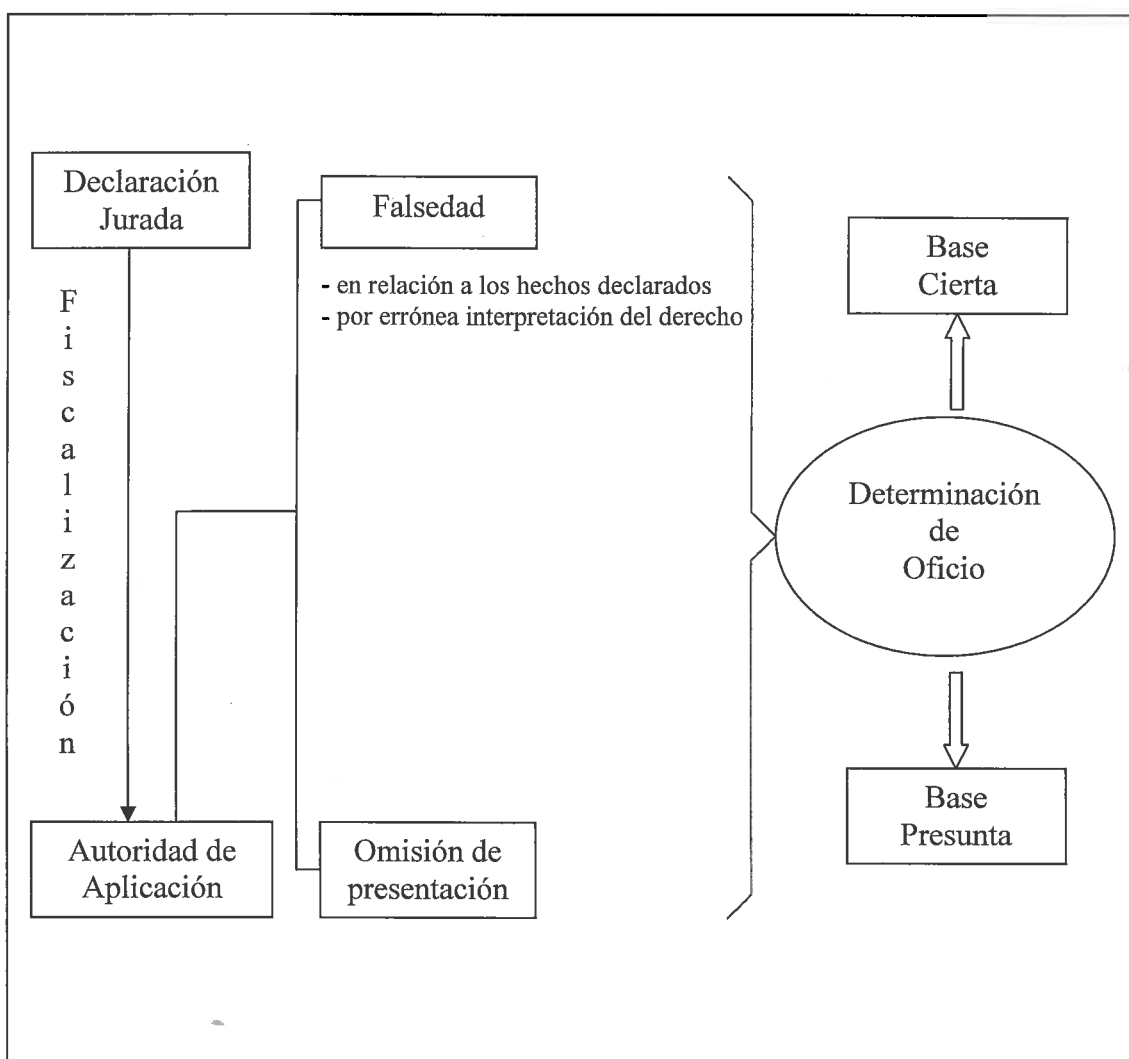 Declaración
Jurada
Fiscalización
Autoridad de
Aplicación
Falsedad
- en relación a los hechos declarados
- por errónea interpretación del derecho
Omisión de
presentación
Base
Cierta
Determinación
de
Oficio
Base
Presunta